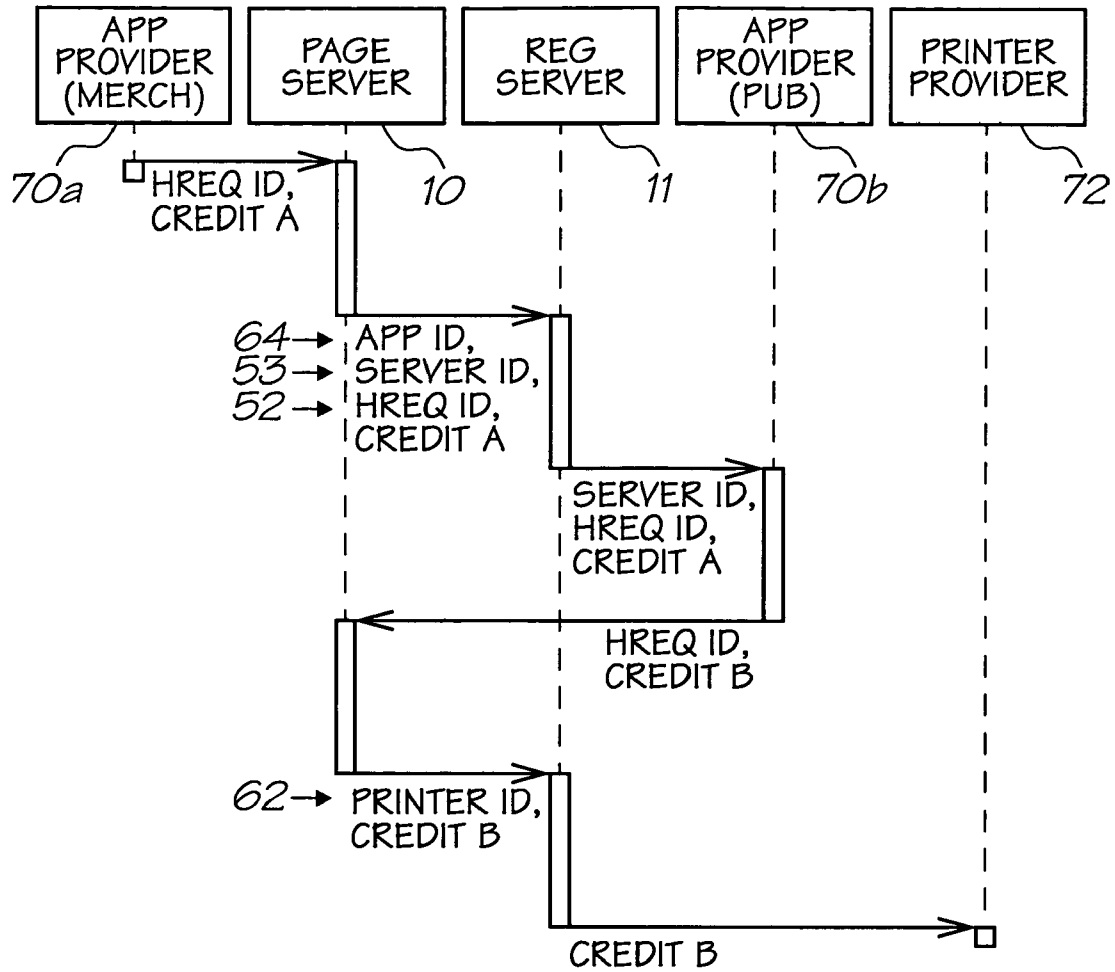 APP
PROVIDER
(MERCH)
PAGE
SERVER
REG
SERVER
APP
PROVIDER
(PUB)
PRINTER
PROVIDER
70a
10
11
70b
72
HREQ ID,
CREDIT A
64
APP ID,
53
SERVER ID,
52
HREQ ID,
CREDIT A
SERVER ID,
HREQ ID,
CREDIT A
HREQ ID,
CREDIT B
62
PRINTER ID,
CREDIT B
CREDIT B